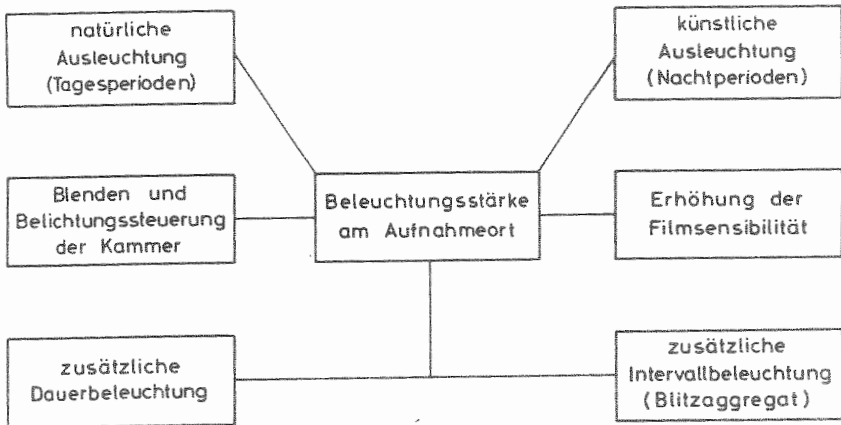 natürliche
Ausleuchtung
(Tagesperioden)
künstliche
Ausleuchtung
(Nachtperioden)
Blenden und
Belichtungssteuerung
der Kammer
Beleuchtungsstärke
am Aufnahmeort
Erhöhung der
Filmsensibilität
zusätzliche
Dauerbeleuchtung
zusätzliche
Intervallbeleuchtung
(Blitzaggregat)